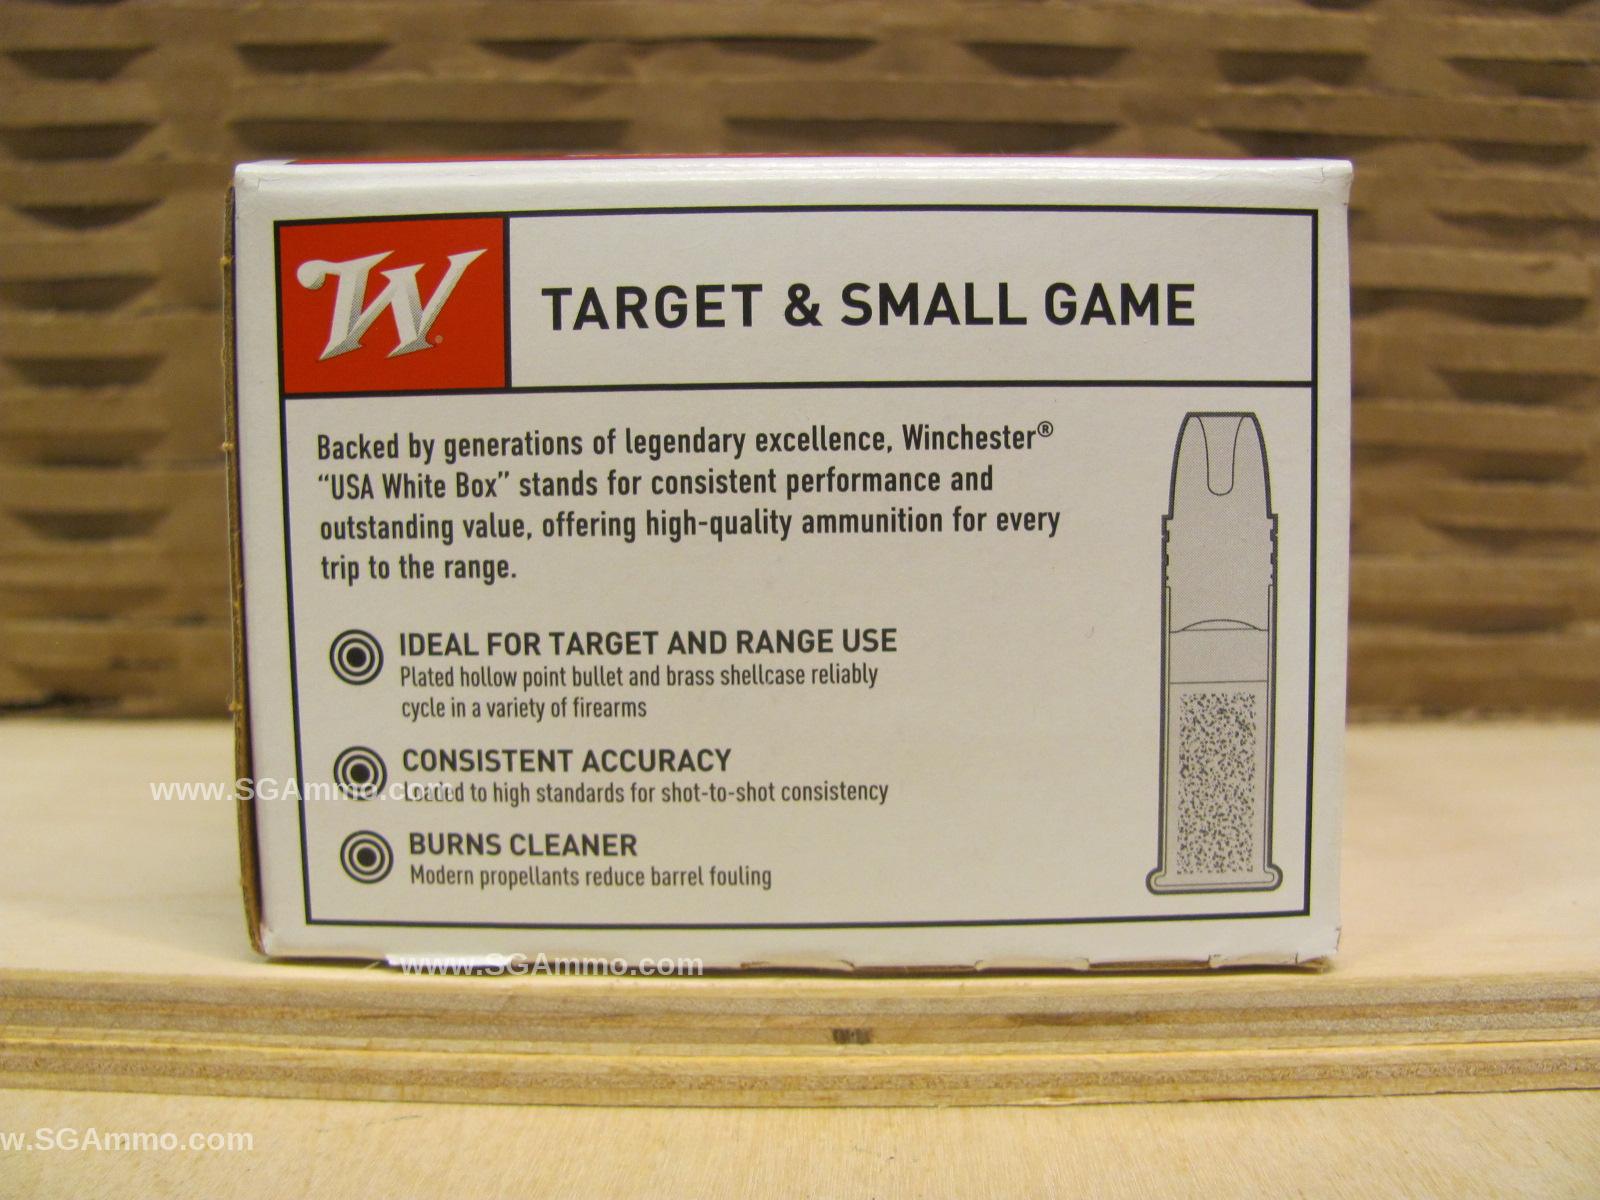 W®
TARGET & SMALL GAME
Backed by generations of legendary excellence, Winchester®
“USA White Box” stands for consistent performance and
outstanding value, offering high-quality ammunition for every
trip to the range.
IDEAL FOR TARGET AND RANGE USE
Plated hollow point bullet and brass shellcase reliably
cycle in a variety of firearms
CONSISTENT ACCURACY
Loaded to high standards for shot-to-shot consistency
www.SGAmmo.com
BURNS CLEANER
Modern propellants reduce barrel fouling
www.SGAmmo.com
w.SGAmmo.com